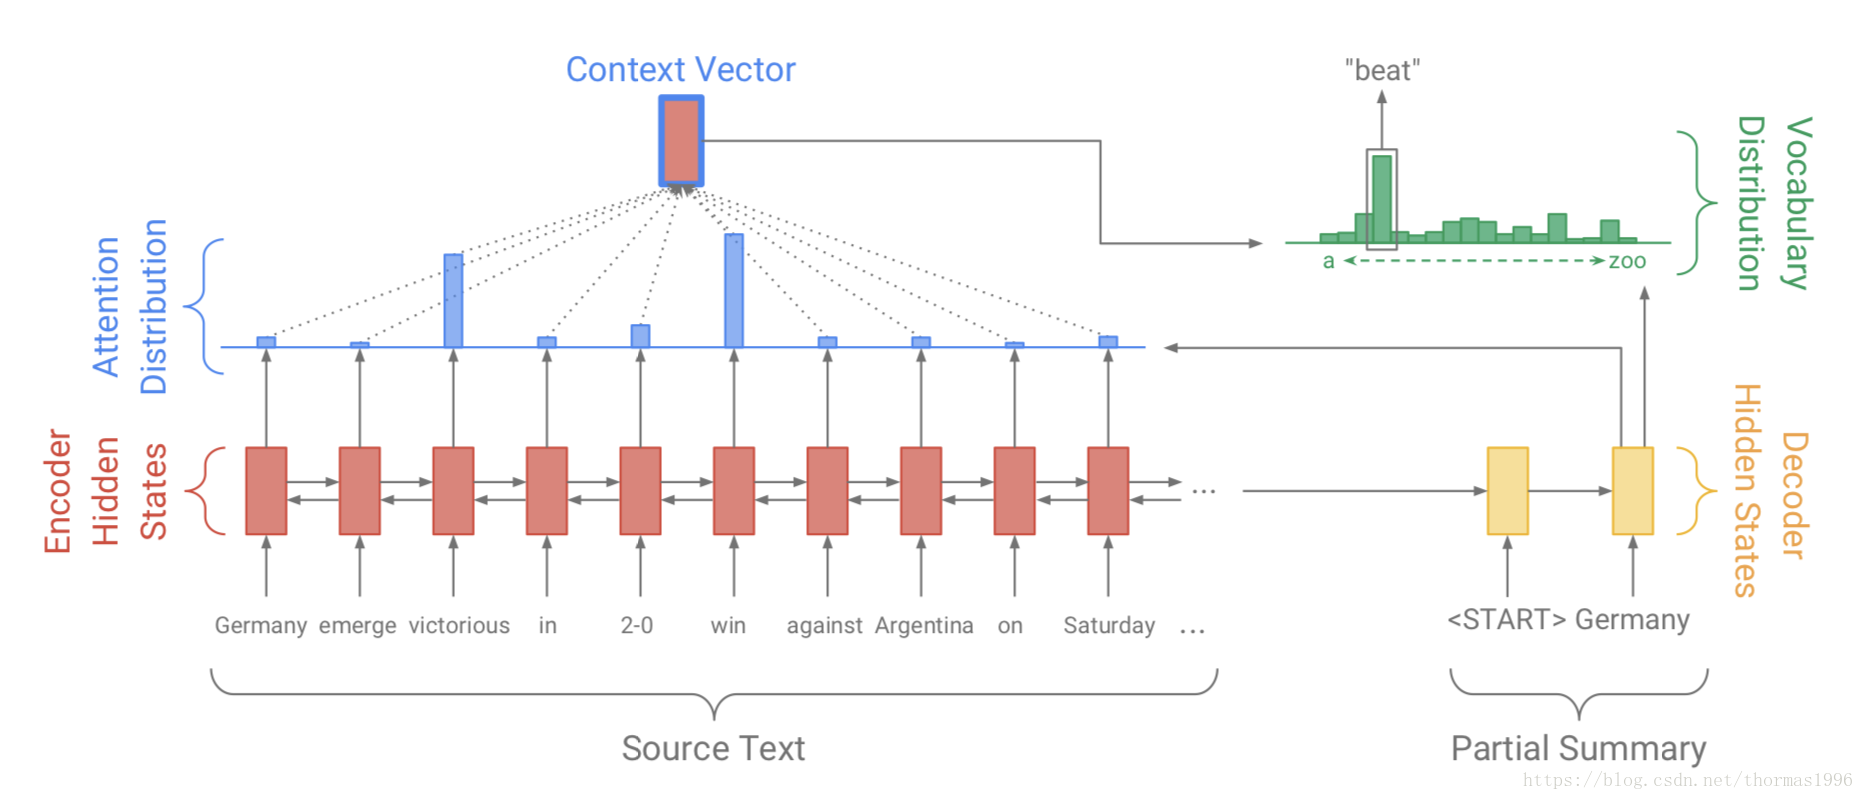 Context Vector
"beat"
Vocabulary
Distribution
a
zoo
Attention
Distribution
Encoder
Hidden
States
Decoder
Hidden States
...
Germany emerge victorious in 2-0 win against Argentina on Saturday ...
<START> Germany
Source Text
Partial Summary
https://blog.csdn.net/thormas1996